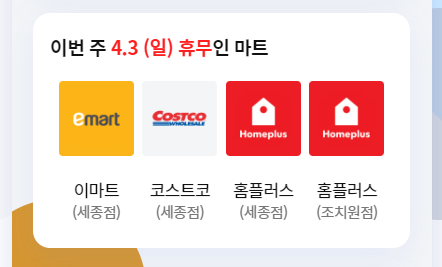 이번 주 4.3 (일) 휴무인 마트
emart
COSTCO
WHOLESALE
Homeplus
Homeplus
이마트
코스트코
홈플러스
홈플러스
(세종점)
(세종점)
(세종점)
(조치원점)